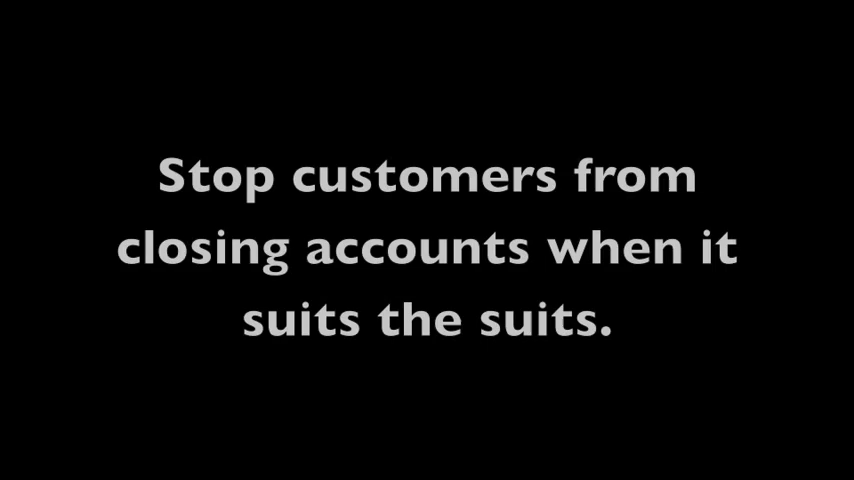 Stop customers from
closing accounts when it
suits the suits.